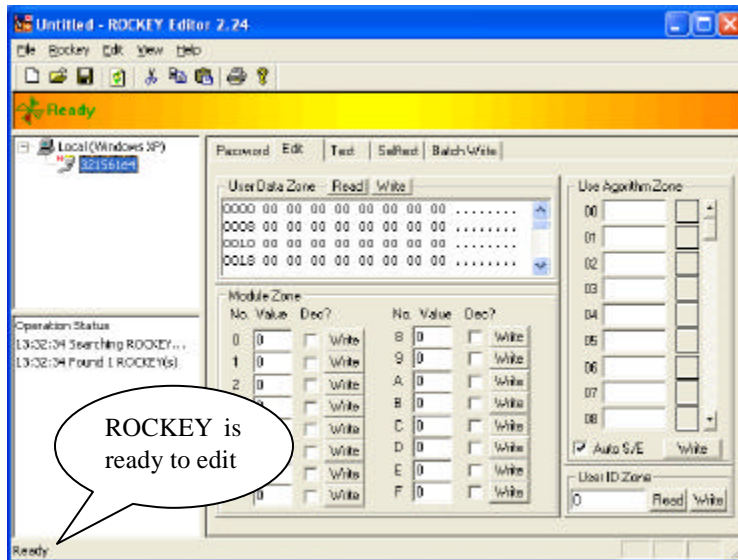 Untitled - ROCKEY Editor 2.24
File Rockey Edit View Help
Ready
Local (Windows XP)
321561e4
Password Edit Test SelfTest Batch Write
User Data Zone Read Write
0000 00 00 00 00 00 00 00 00 ........
0008 00 00 00 00 00 00 00 00 ........
0010 00 00 00 00 00 00 00 00 ........
0018 00 00 00 00 00 00 00 00 ........
Module Zone
No. Value Dec? No. Value Dec?
0 0 Write 8 0 Write
1 0 Write 9 0 Write
2 0 Write A 0 Write
Write B 0 Write
Write C 0 Write
Write D 0 Write
Write E 0 Write
0 Write F 0 Write
Use Agorithm Zone
00
01
02
03
04
05
06
07
08
Auto S/E Write
User ID Zone
0 Read Write
Operation Status
13:32:34 Searching ROCKEY...
13:32:34 Found 1 ROCKEY(s)
ROCKEY is
ready to edit
Ready